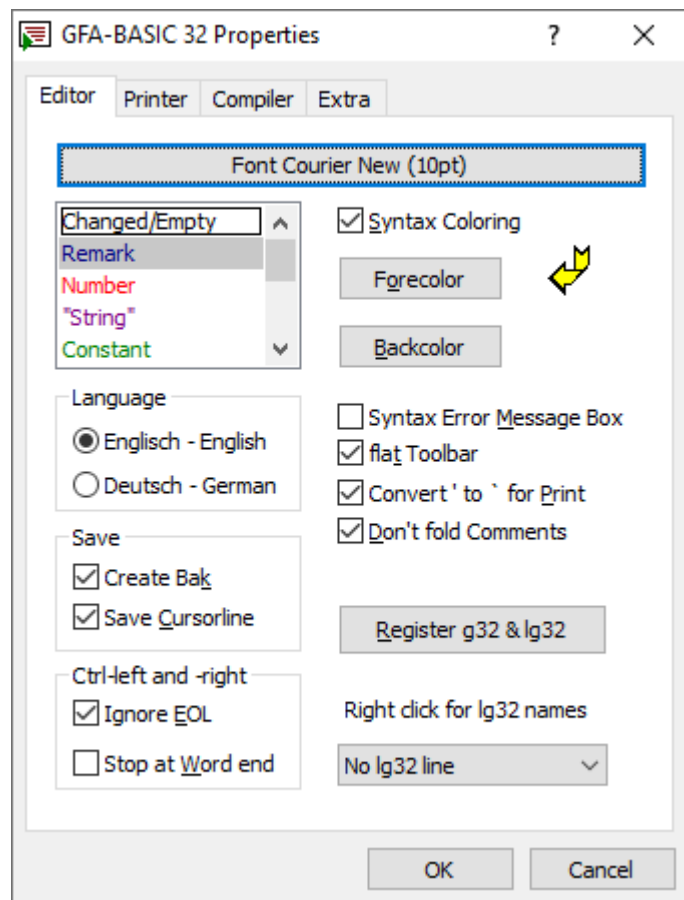 GFA-BASIC 32 Properties
Editor Printer Compiler Extra
Font Courier New (10pt)
Changed/Empty
Remark
Number
"String"
Constant
Syntax Coloring
Forecolor
Backcolor
Language
Englisch - English
Deutsch - German
Syntax Error Message Box
flat Toolbar
Convert ' to ` for Print
Don't fold Comments
Save
Create Bak
Save Cursorline
Register g32 & lg32
Ctrl-left and -right
Ignore EOL
Stop at Word end
Right click for lg32 names
No lg32 line
OK Cancel